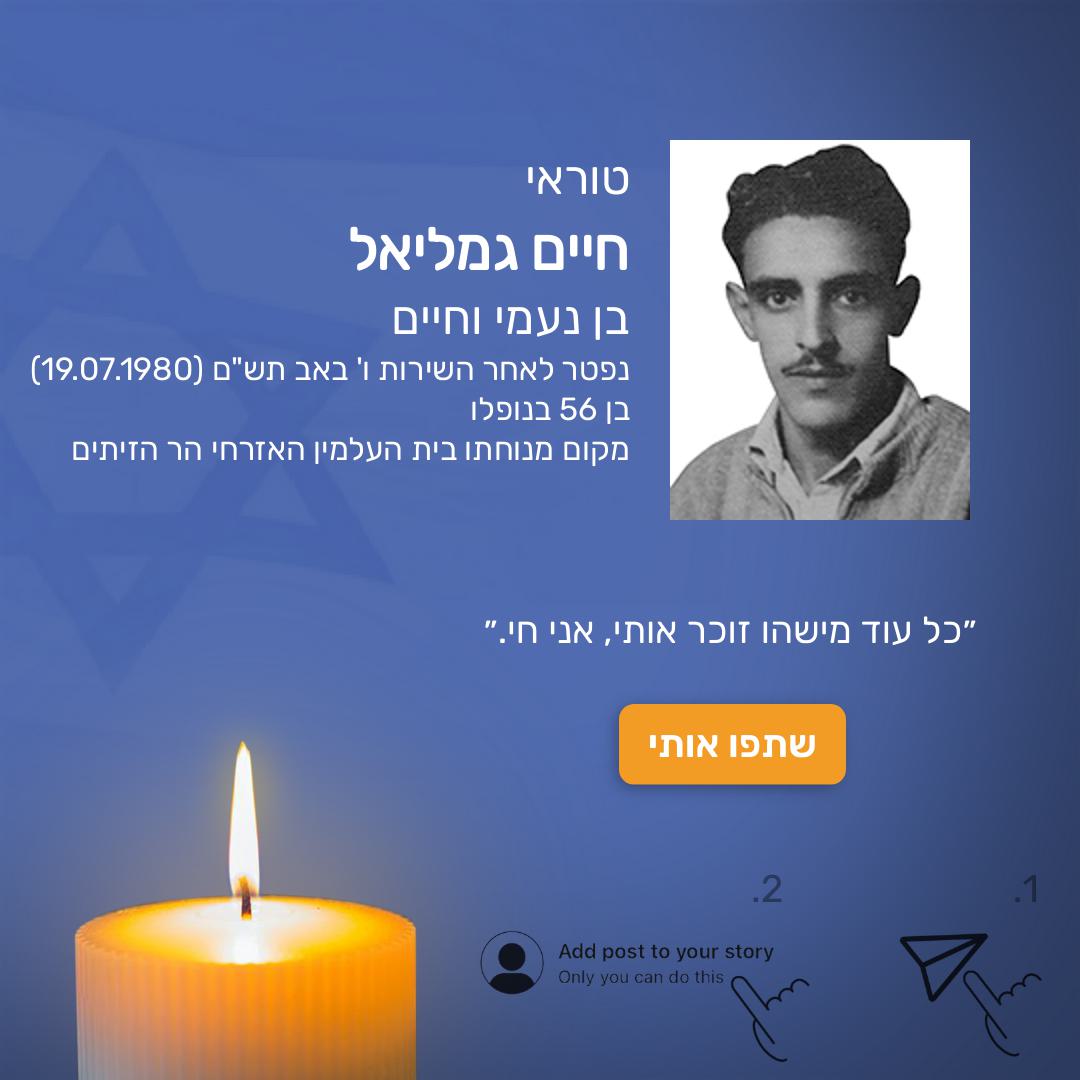 טוראי
חיים גמליאל
בן נעמי וחיים
נפטר לאחר השירות ו' באב תש"ם (19.07.1980)
בן 56 בנופלו
מקום מנוחתו בית העלמין האזרחי הר הזיתים
״כל עוד מישהו זוכר אותי, אני חי.״
שתפו אותי
1.
2.
Add post to your story
Only you can do this